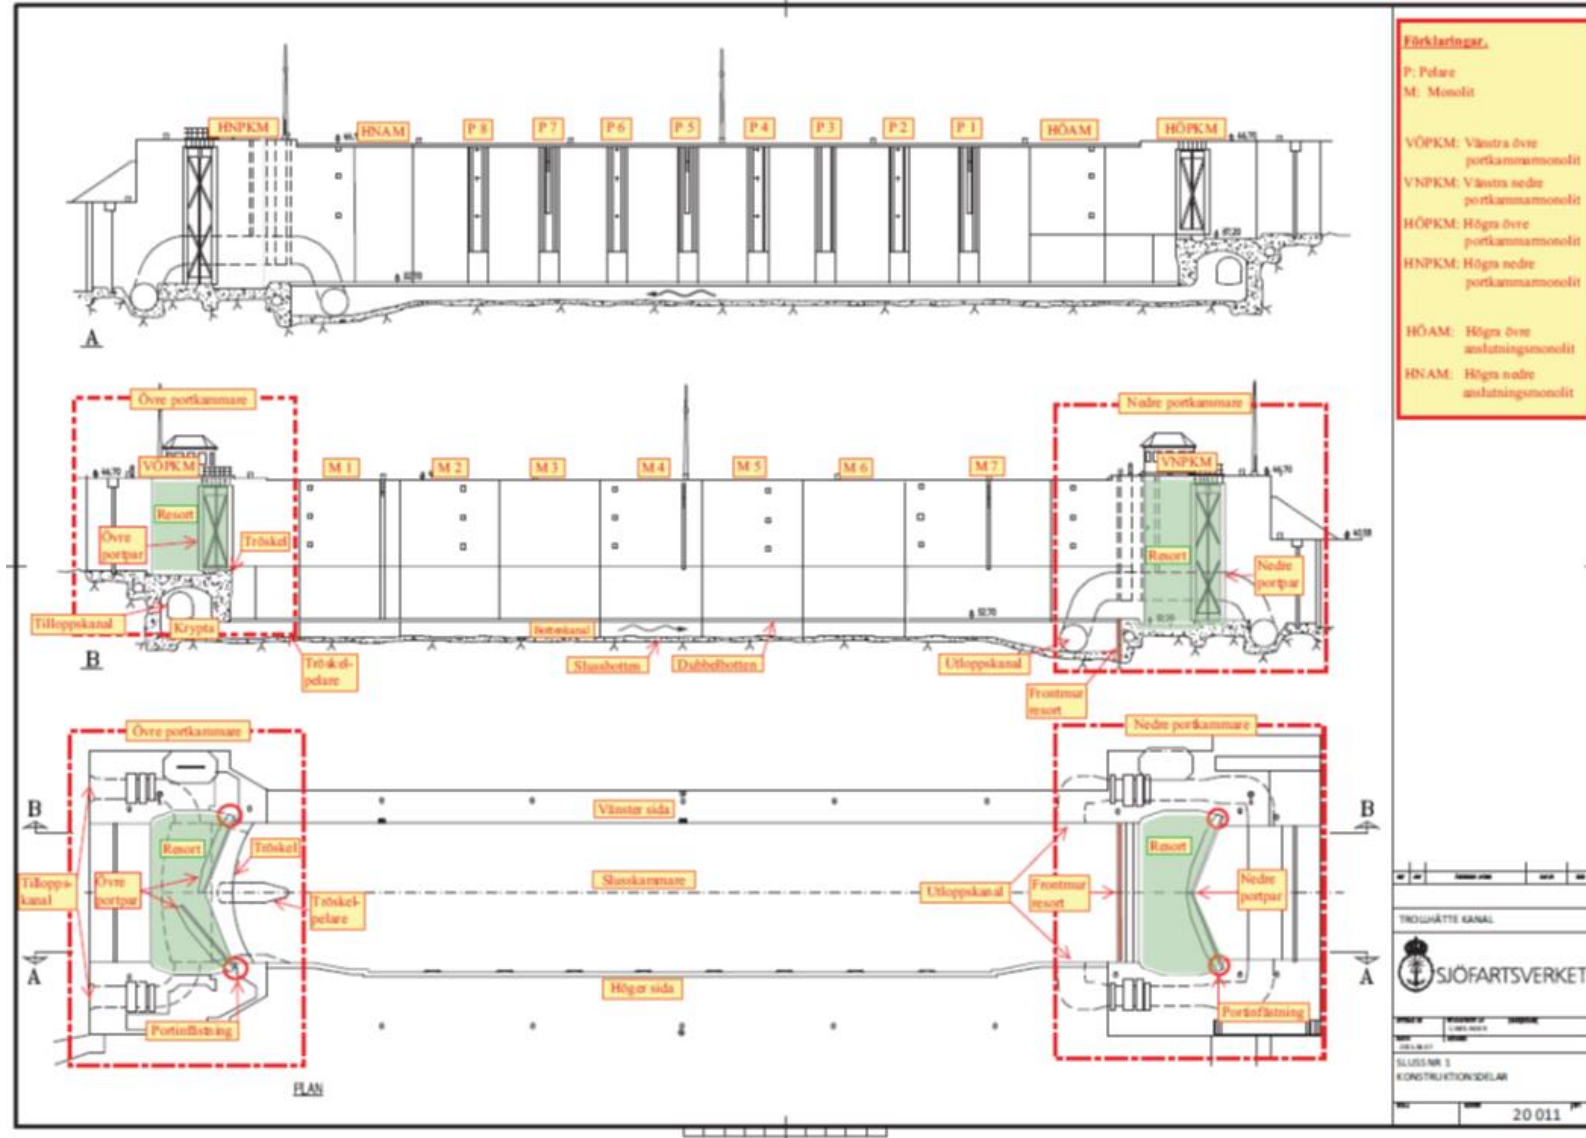 HNPKM
HNAM
P 8
P 7
P 6
P 5
P 4
P 3
P 2
P 1
HÖAM
HÖPKM
A
Övre portkammare
Nedre portkammare
VÖPKM
M 1
M 2
M 3
M 4
M 5
M 6
M 7
VNPKM
46,70
46,70
Resort
Övre
portpar
Tröskel
Resort
Nedre
portpar
Tilloppskanal
Krypta
Bottenkanal
B
Tröskel-
pelare
Slussbotten
Dubbelbotten
Utloppskanal
Frontmur
resort
Övre portkammare
Nedre portkammare
B
Vänster sida
B
Resort
Tröskel
Resort
Tillopps-
kanal
Övre
portpar
Slusskammare
Tröskel-
pelare
Utloppskanal
Frontmur
resort
Nedre
portpar
A
Höger sida
A
Portinfästning
Portinfästning
PLAN
Förklaringar.
P: Pelare
M: Monolit
VÖPKM: Vänstra övre
portkammarmonolit
VNPKM: Vänstra nedre
portkammarmonolit
HÖPKM: Högra övre
portkammarmonolit
HNPKM: Högra nedre
portkammarmonolit
HÖAM: Högra övre
anslutningsmonolit
HNAM: Högra nedre
anslutningsmonolit
TROLLHÄTTE KANAL
SJÖFARTSVERKET
SLUSS NR 1
KONSTRUKTIONSDELAR
20 011